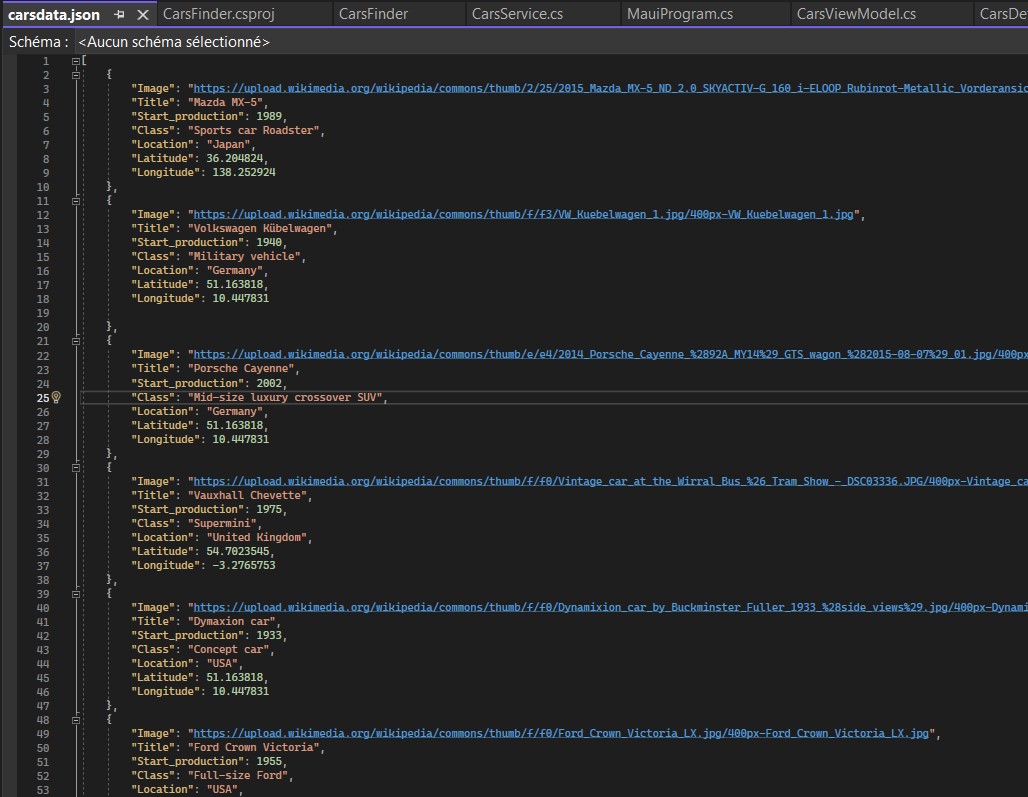 carsdata.json CarsFinder.csproj CarsFinder CarsService.cs MauiProgram.cs CarsViewModel.cs CarsDe
Schéma : <Aucun schéma sélectionné>
1 [
2 {
3 "Image": "https://upload.wikimedia.org/wikipedia/commons/thumb/2/25/2015_Mazda_MX-5_ND_2.0_SKYACTIV-G_160_i-ELOOP_Rubinrot-Metallic_Vorderansic
4 "Title": "Mazda MX-5",
5 "Start_production": 1989,
6 "Class": "Sports car Roadster",
7 "Location": "Japan",
8 "Latitude": 36.204824,
9 "Longitude": 138.252924
10 },
11 {
12 "Image": "https://upload.wikimedia.org/wikipedia/commons/thumb/f/f3/VW_Kuebelwagen_1.jpg/400px-VW_Kuebelwagen_1.jpg",
13 "Title": "Volkswagen Kübelwagen",
14 "Start_production": 1940,
15 "Class": "Military vehicle",
16 "Location": "Germany",
17 "Latitude": 51.163818,
18 "Longitude": 10.447831
19
20 },
21 {
22 "Image": "https://upload.wikimedia.org/wikipedia/commons/thumb/e/e4/2014_Porsche_Cayenne_%2892A_MY14%29_GTS_wagon_%282015-08-07%29_01.jpg/400px
23 "Title": "Porsche Cayenne",
24 "Start_production": 2002,
25 "Class": "Mid-size luxury crossover SUV",
26 "Location": "Germany",
27 "Latitude": 51.163818,
28 "Longitude": 10.447831
29 },
30 {
31 "Image": "https://upload.wikimedia.org/wikipedia/commons/thumb/f/f0/Vintage_car_at_the_Wirral_Bus_%26_Tram_Show_-_DSC03336.JPG/400px-Vintage_ca
32 "Title": "Vauxhall Chevette",
33 "Start_production": 1975,
34 "Class": "Supermini",
35 "Location": "United Kingdom",
36 "Latitude": 54.7023545,
37 "Longitude": -3.2765753
38 },
39 {
40 "Image": "https://upload.wikimedia.org/wikipedia/commons/thumb/f/f0/Dynamixion_car_by_Buckminster_Fuller_1933_%28side_views%29.jpg/400px-Dynami
41 "Title": "Dymaxion car",
42 "Start_production": 1933,
43 "Class": "Concept car",
44 "Location": "USA",
45 "Latitude": 51.163818,
46 "Longitude": 10.447831
47 },
48 {
49 "Image": "https://upload.wikimedia.org/wikipedia/commons/thumb/f/f0/Ford_Crown_Victoria_LX.jpg/400px-Ford_Crown_Victoria_LX.jpg",
50 "Title": "Ford Crown Victoria",
51 "Start_production": 1955,
52 "Class": "Full-size Ford",
53 "Location": "USA",